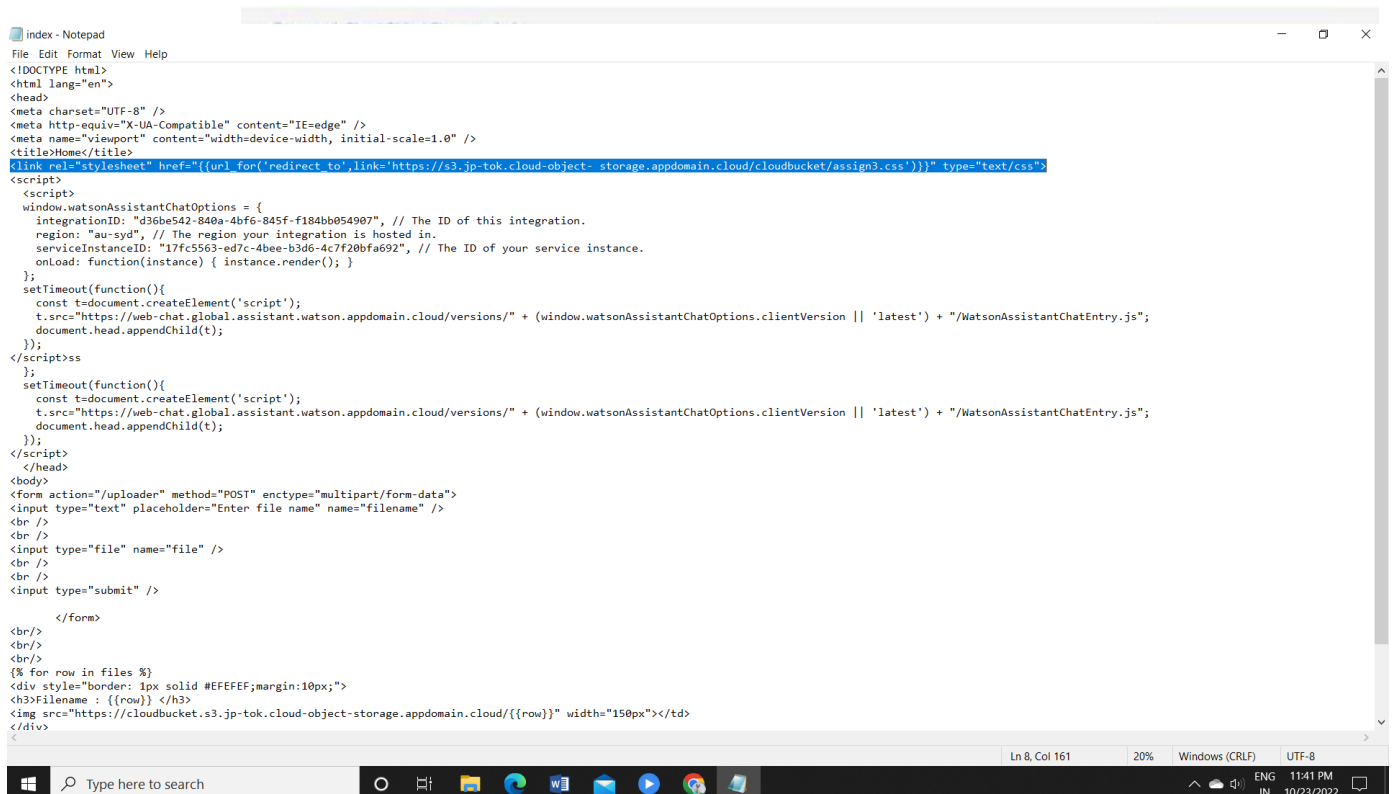 index - Notepad
File Edit Format View Help
<!DOCTYPE html>
<html lang="en">
<head>
<meta charset="UTF-8" />
<meta http-equiv="X-UA-Compatible" content="IE=edge" />
<meta name="viewport" content="width=device-width, initial-scale=1.0" />
<title>Home</title>
<link rel="stylesheet" href="{{url_for('redirect_to',link='https://s3.jp-tok.cloud-object- storage.appdomain.cloud/cloudbucket/assign3.css')}}" type="text/css">
<script>
  <script>
  window.watsonAssistantChatOptions = {
    integrationID: "d36be542-840a-4bf6-845f-f184bb054907", // The ID of this integration.
    region: "au-syd", // The region your integration is hosted in.
    serviceInstanceID: "17fc5563-ed7c-4bee-b3d6-4c7f20bfa692", // The ID of your service instance.
    onLoad: function(instance) { instance.render(); }
  };
  setTimeout(function(){
    const t=document.createElement('script');
    t.src="https://web-chat.global.assistant.watson.appdomain.cloud/versions/" + (window.watsonAssistantChatOptions.clientVersion || 'latest') + "/WatsonAssistantChatEntry.js";
    document.head.appendChild(t);
  });
</script>ss
  };
  setTimeout(function(){
    const t=document.createElement('script');
    t.src="https://web-chat.global.assistant.watson.appdomain.cloud/versions/" + (window.watsonAssistantChatOptions.clientVersion || 'latest') + "/WatsonAssistantChatEntry.js";
    document.head.appendChild(t);
  });
</script>
  </head>
<body>
<form action="/uploader" method="POST" enctype="multipart/form-data">
<input type="text" placeholder="Enter file name" name="filename" />
<br />
<br />
<input type="file" name="file" />
<br />
<br />
<input type="submit" />
       </form>
<br/>
<br/>
<br/>
{% for row in files %}
<div style="border: 1px solid #EFEFEF;margin:10px;">
<h3>Filename : {{row}} </h3>
<img src="https://cloudbucket.s3.jp-tok.cloud-object-storage.appdomain.cloud/{{row}}" width="150px"></td>
</div>
Ln 8, Col 161 20% Windows (CRLF) UTF-8
Type here to search
ENG 11:41 PM
IN 10/23/2022